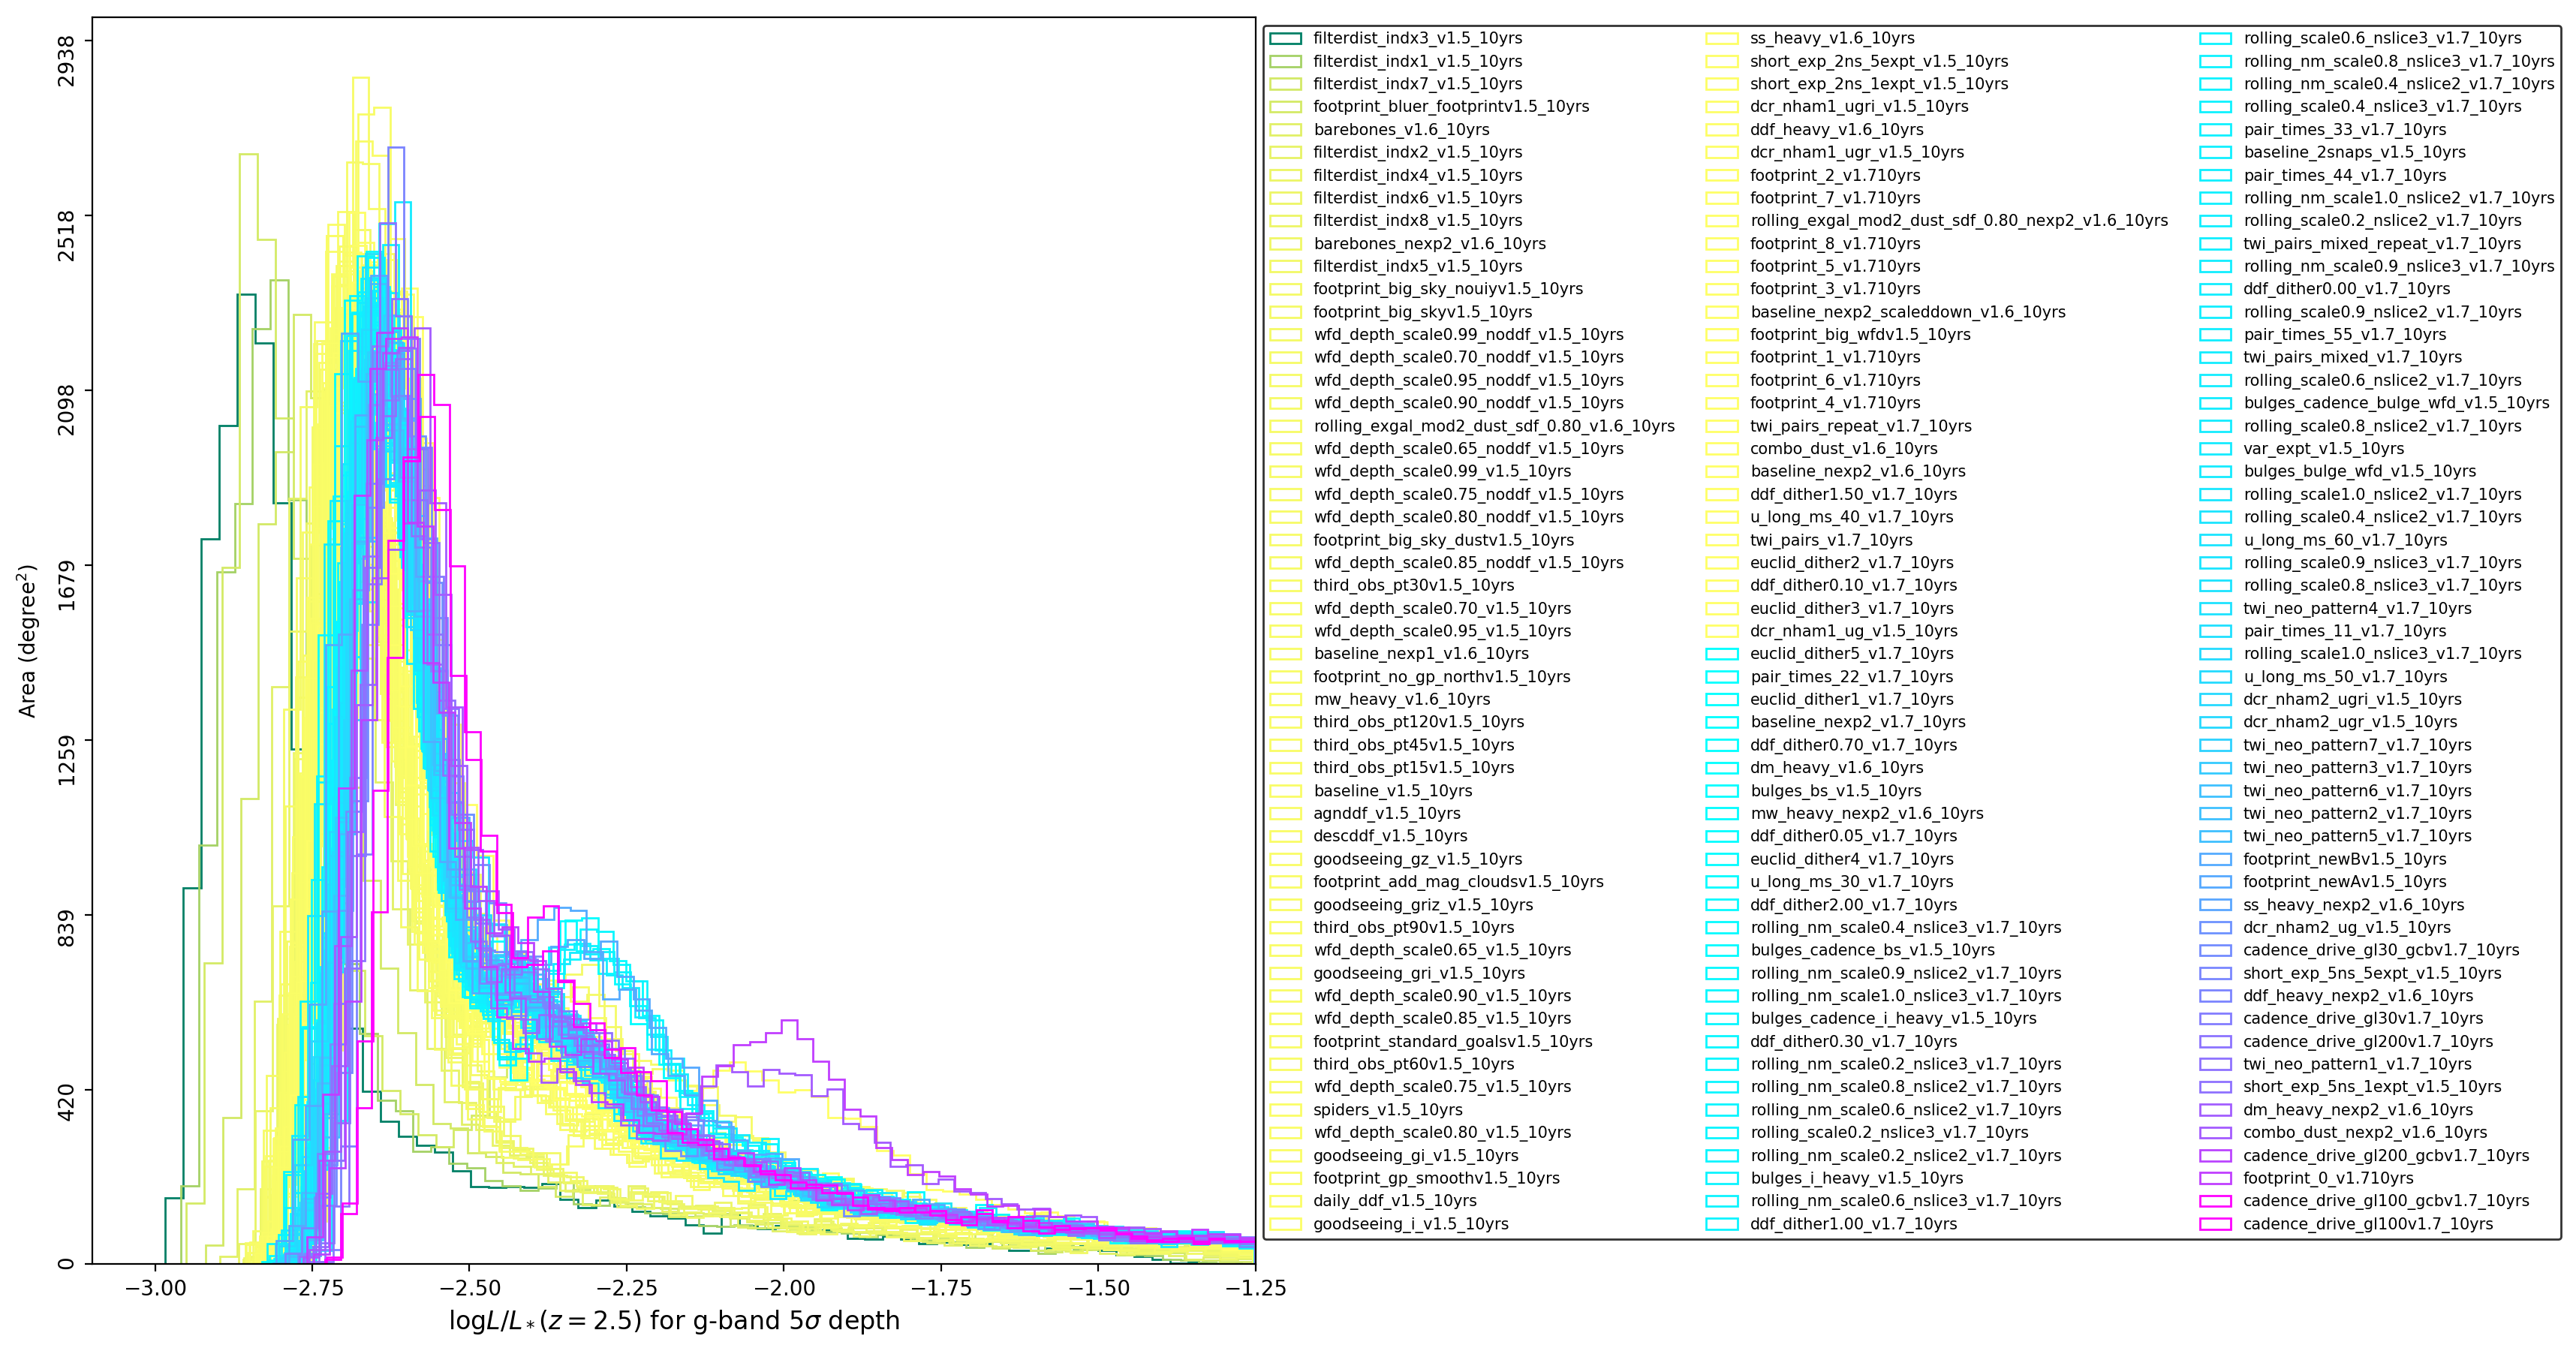 2938
2518
2098
1679
1259
839
420
0
Area (degree²)
−3.00
−2.75
−2.50
−2.25
−2.00
−1.75
−1.50
−1.25
logL/L*(z = 2.5) for g-band 5σ depth
filterdist_indx3_v1.5_10yrs
filterdist_indx1_v1.5_10yrs
filterdist_indx7_v1.5_10yrs
footprint_bluer_footprintv1.5_10yrs
barebones_v1.6_10yrs
filterdist_indx2_v1.5_10yrs
filterdist_indx4_v1.5_10yrs
filterdist_indx6_v1.5_10yrs
filterdist_indx8_v1.5_10yrs
barebones_nexp2_v1.6_10yrs
filterdist_indx5_v1.5_10yrs
footprint_big_sky_nouiyv1.5_10yrs
footprint_big_skyv1.5_10yrs
wfd_depth_scale0.99_noddf_v1.5_10yrs
wfd_depth_scale0.70_noddf_v1.5_10yrs
wfd_depth_scale0.95_noddf_v1.5_10yrs
wfd_depth_scale0.90_noddf_v1.5_10yrs
rolling_exgal_mod2_dust_sdf_0.80_v1.6_10yrs
wfd_depth_scale0.65_noddf_v1.5_10yrs
wfd_depth_scale0.99_v1.5_10yrs
wfd_depth_scale0.75_noddf_v1.5_10yrs
wfd_depth_scale0.80_noddf_v1.5_10yrs
footprint_big_sky_dustv1.5_10yrs
wfd_depth_scale0.85_noddf_v1.5_10yrs
third_obs_pt30v1.5_10yrs
wfd_depth_scale0.70_v1.5_10yrs
wfd_depth_scale0.95_v1.5_10yrs
baseline_nexp1_v1.6_10yrs
footprint_no_gp_northv1.5_10yrs
mw_heavy_v1.6_10yrs
third_obs_pt120v1.5_10yrs
third_obs_pt45v1.5_10yrs
third_obs_pt15v1.5_10yrs
baseline_v1.5_10yrs
agnddf_v1.5_10yrs
descddf_v1.5_10yrs
goodseeing_gz_v1.5_10yrs
footprint_add_mag_cloudsv1.5_10yrs
goodseeing_griz_v1.5_10yrs
third_obs_pt90v1.5_10yrs
wfd_depth_scale0.65_v1.5_10yrs
goodseeing_gri_v1.5_10yrs
wfd_depth_scale0.90_v1.5_10yrs
wfd_depth_scale0.85_v1.5_10yrs
footprint_standard_goalsv1.5_10yrs
third_obs_pt60v1.5_10yrs
wfd_depth_scale0.75_v1.5_10yrs
spiders_v1.5_10yrs
wfd_depth_scale0.80_v1.5_10yrs
goodseeing_gi_v1.5_10yrs
footprint_gp_smoothv1.5_10yrs
daily_ddf_v1.5_10yrs
goodseeing_i_v1.5_10yrs
ss_heavy_v1.6_10yrs
short_exp_2ns_5expt_v1.5_10yrs
short_exp_2ns_1expt_v1.5_10yrs
dcr_nham1_ugri_v1.5_10yrs
ddf_heavy_v1.6_10yrs
dcr_nham1_ugr_v1.5_10yrs
footprint_2_v1.710yrs
footprint_7_v1.710yrs
rolling_exgal_mod2_dust_sdf_0.80_nexp2_v1.6_10yrs
footprint_8_v1.710yrs
footprint_5_v1.710yrs
footprint_3_v1.710yrs
baseline_nexp2_scaleddown_v1.6_10yrs
footprint_big_wfdv1.5_10yrs
footprint_1_v1.710yrs
footprint_6_v1.710yrs
footprint_4_v1.710yrs
twi_pairs_repeat_v1.7_10yrs
combo_dust_v1.6_10yrs
baseline_nexp2_v1.6_10yrs
ddf_dither1.50_v1.7_10yrs
u_long_ms_40_v1.7_10yrs
twi_pairs_v1.7_10yrs
euclid_dither2_v1.7_10yrs
ddf_dither0.10_v1.7_10yrs
euclid_dither3_v1.7_10yrs
dcr_nham1_ug_v1.5_10yrs
euclid_dither5_v1.7_10yrs
pair_times_22_v1.7_10yrs
euclid_dither1_v1.7_10yrs
baseline_nexp2_v1.7_10yrs
ddf_dither0.70_v1.7_10yrs
dm_heavy_v1.6_10yrs
bulges_bs_v1.5_10yrs
mw_heavy_nexp2_v1.6_10yrs
ddf_dither0.05_v1.7_10yrs
euclid_dither4_v1.7_10yrs
u_long_ms_30_v1.7_10yrs
ddf_dither2.00_v1.7_10yrs
rolling_nm_scale0.4_nslice3_v1.7_10yrs
bulges_cadence_bs_v1.5_10yrs
rolling_nm_scale0.9_nslice2_v1.7_10yrs
rolling_nm_scale1.0_nslice3_v1.7_10yrs
bulges_cadence_i_heavy_v1.5_10yrs
ddf_dither0.30_v1.7_10yrs
rolling_nm_scale0.2_nslice3_v1.7_10yrs
rolling_nm_scale0.8_nslice2_v1.7_10yrs
rolling_nm_scale0.6_nslice2_v1.7_10yrs
rolling_scale0.2_nslice3_v1.7_10yrs
rolling_nm_scale0.2_nslice2_v1.7_10yrs
bulges_i_heavy_v1.5_10yrs
rolling_nm_scale0.6_nslice3_v1.7_10yrs
ddf_dither1.00_v1.7_10yrs
rolling_scale0.6_nslice3_v1.7_10yrs
rolling_nm_scale0.8_nslice3_v1.7_10yrs
rolling_nm_scale0.4_nslice2_v1.7_10yrs
rolling_scale0.4_nslice3_v1.7_10yrs
pair_times_33_v1.7_10yrs
baseline_2snaps_v1.5_10yrs
pair_times_44_v1.7_10yrs
rolling_nm_scale1.0_nslice2_v1.7_10yrs
rolling_scale0.2_nslice2_v1.7_10yrs
twi_pairs_mixed_repeat_v1.7_10yrs
rolling_nm_scale0.9_nslice3_v1.7_10yrs
ddf_dither0.00_v1.7_10yrs
rolling_scale0.9_nslice2_v1.7_10yrs
pair_times_55_v1.7_10yrs
twi_pairs_mixed_v1.7_10yrs
rolling_scale0.6_nslice2_v1.7_10yrs
bulges_cadence_bulge_wfd_v1.5_10yrs
rolling_scale0.8_nslice2_v1.7_10yrs
var_expt_v1.5_10yrs
bulges_bulge_wfd_v1.5_10yrs
rolling_scale1.0_nslice2_v1.7_10yrs
rolling_scale0.4_nslice2_v1.7_10yrs
u_long_ms_60_v1.7_10yrs
rolling_scale0.9_nslice3_v1.7_10yrs
rolling_scale0.8_nslice3_v1.7_10yrs
twi_neo_pattern4_v1.7_10yrs
pair_times_11_v1.7_10yrs
rolling_scale1.0_nslice3_v1.7_10yrs
u_long_ms_50_v1.7_10yrs
dcr_nham2_ugri_v1.5_10yrs
dcr_nham2_ugr_v1.5_10yrs
twi_neo_pattern7_v1.7_10yrs
twi_neo_pattern3_v1.7_10yrs
twi_neo_pattern6_v1.7_10yrs
twi_neo_pattern2_v1.7_10yrs
twi_neo_pattern5_v1.7_10yrs
footprint_newBv1.5_10yrs
footprint_newAv1.5_10yrs
ss_heavy_nexp2_v1.6_10yrs
dcr_nham2_ug_v1.5_10yrs
cadence_drive_gl30_gcbv1.7_10yrs
short_exp_5ns_5expt_v1.5_10yrs
ddf_heavy_nexp2_v1.6_10yrs
cadence_drive_gl30v1.7_10yrs
cadence_drive_gl200v1.7_10yrs
twi_neo_pattern1_v1.7_10yrs
short_exp_5ns_1expt_v1.5_10yrs
dm_heavy_nexp2_v1.6_10yrs
combo_dust_nexp2_v1.6_10yrs
cadence_drive_gl200_gcbv1.7_10yrs
footprint_0_v1.710yrs
cadence_drive_gl100_gcbv1.7_10yrs
cadence_drive_gl100v1.7_10yrs